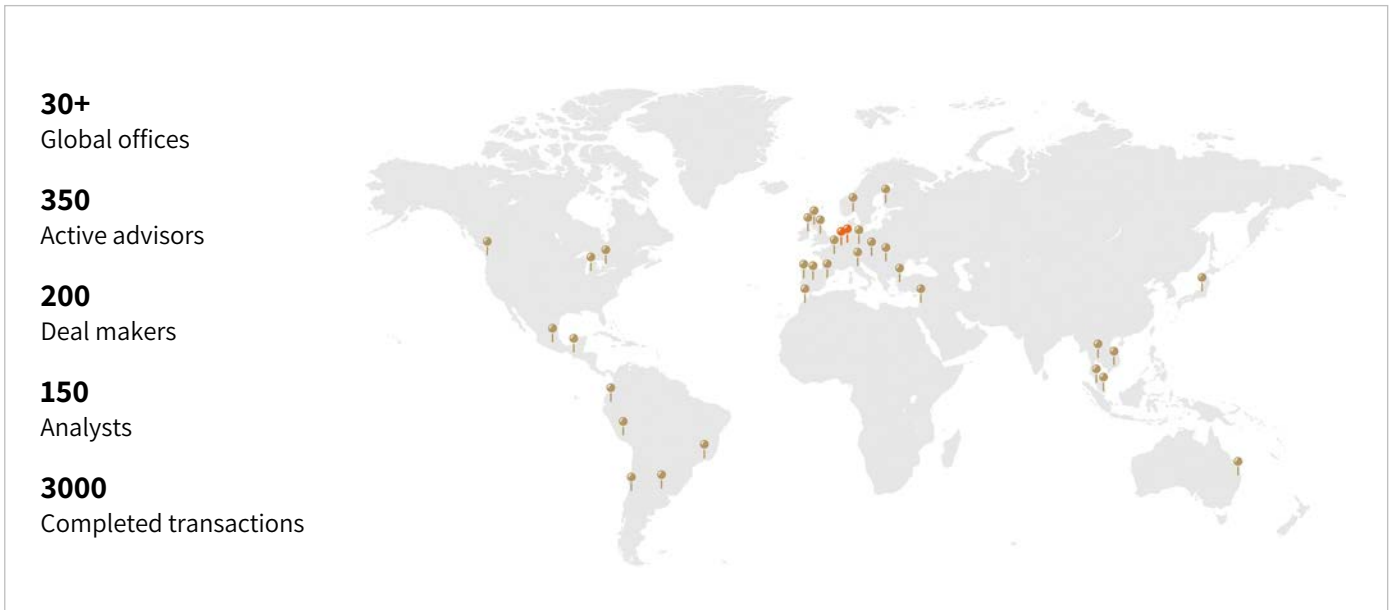 30+
Global offices
350
Active advisors
200
Deal makers
150
Analysts
3000
Completed transactions